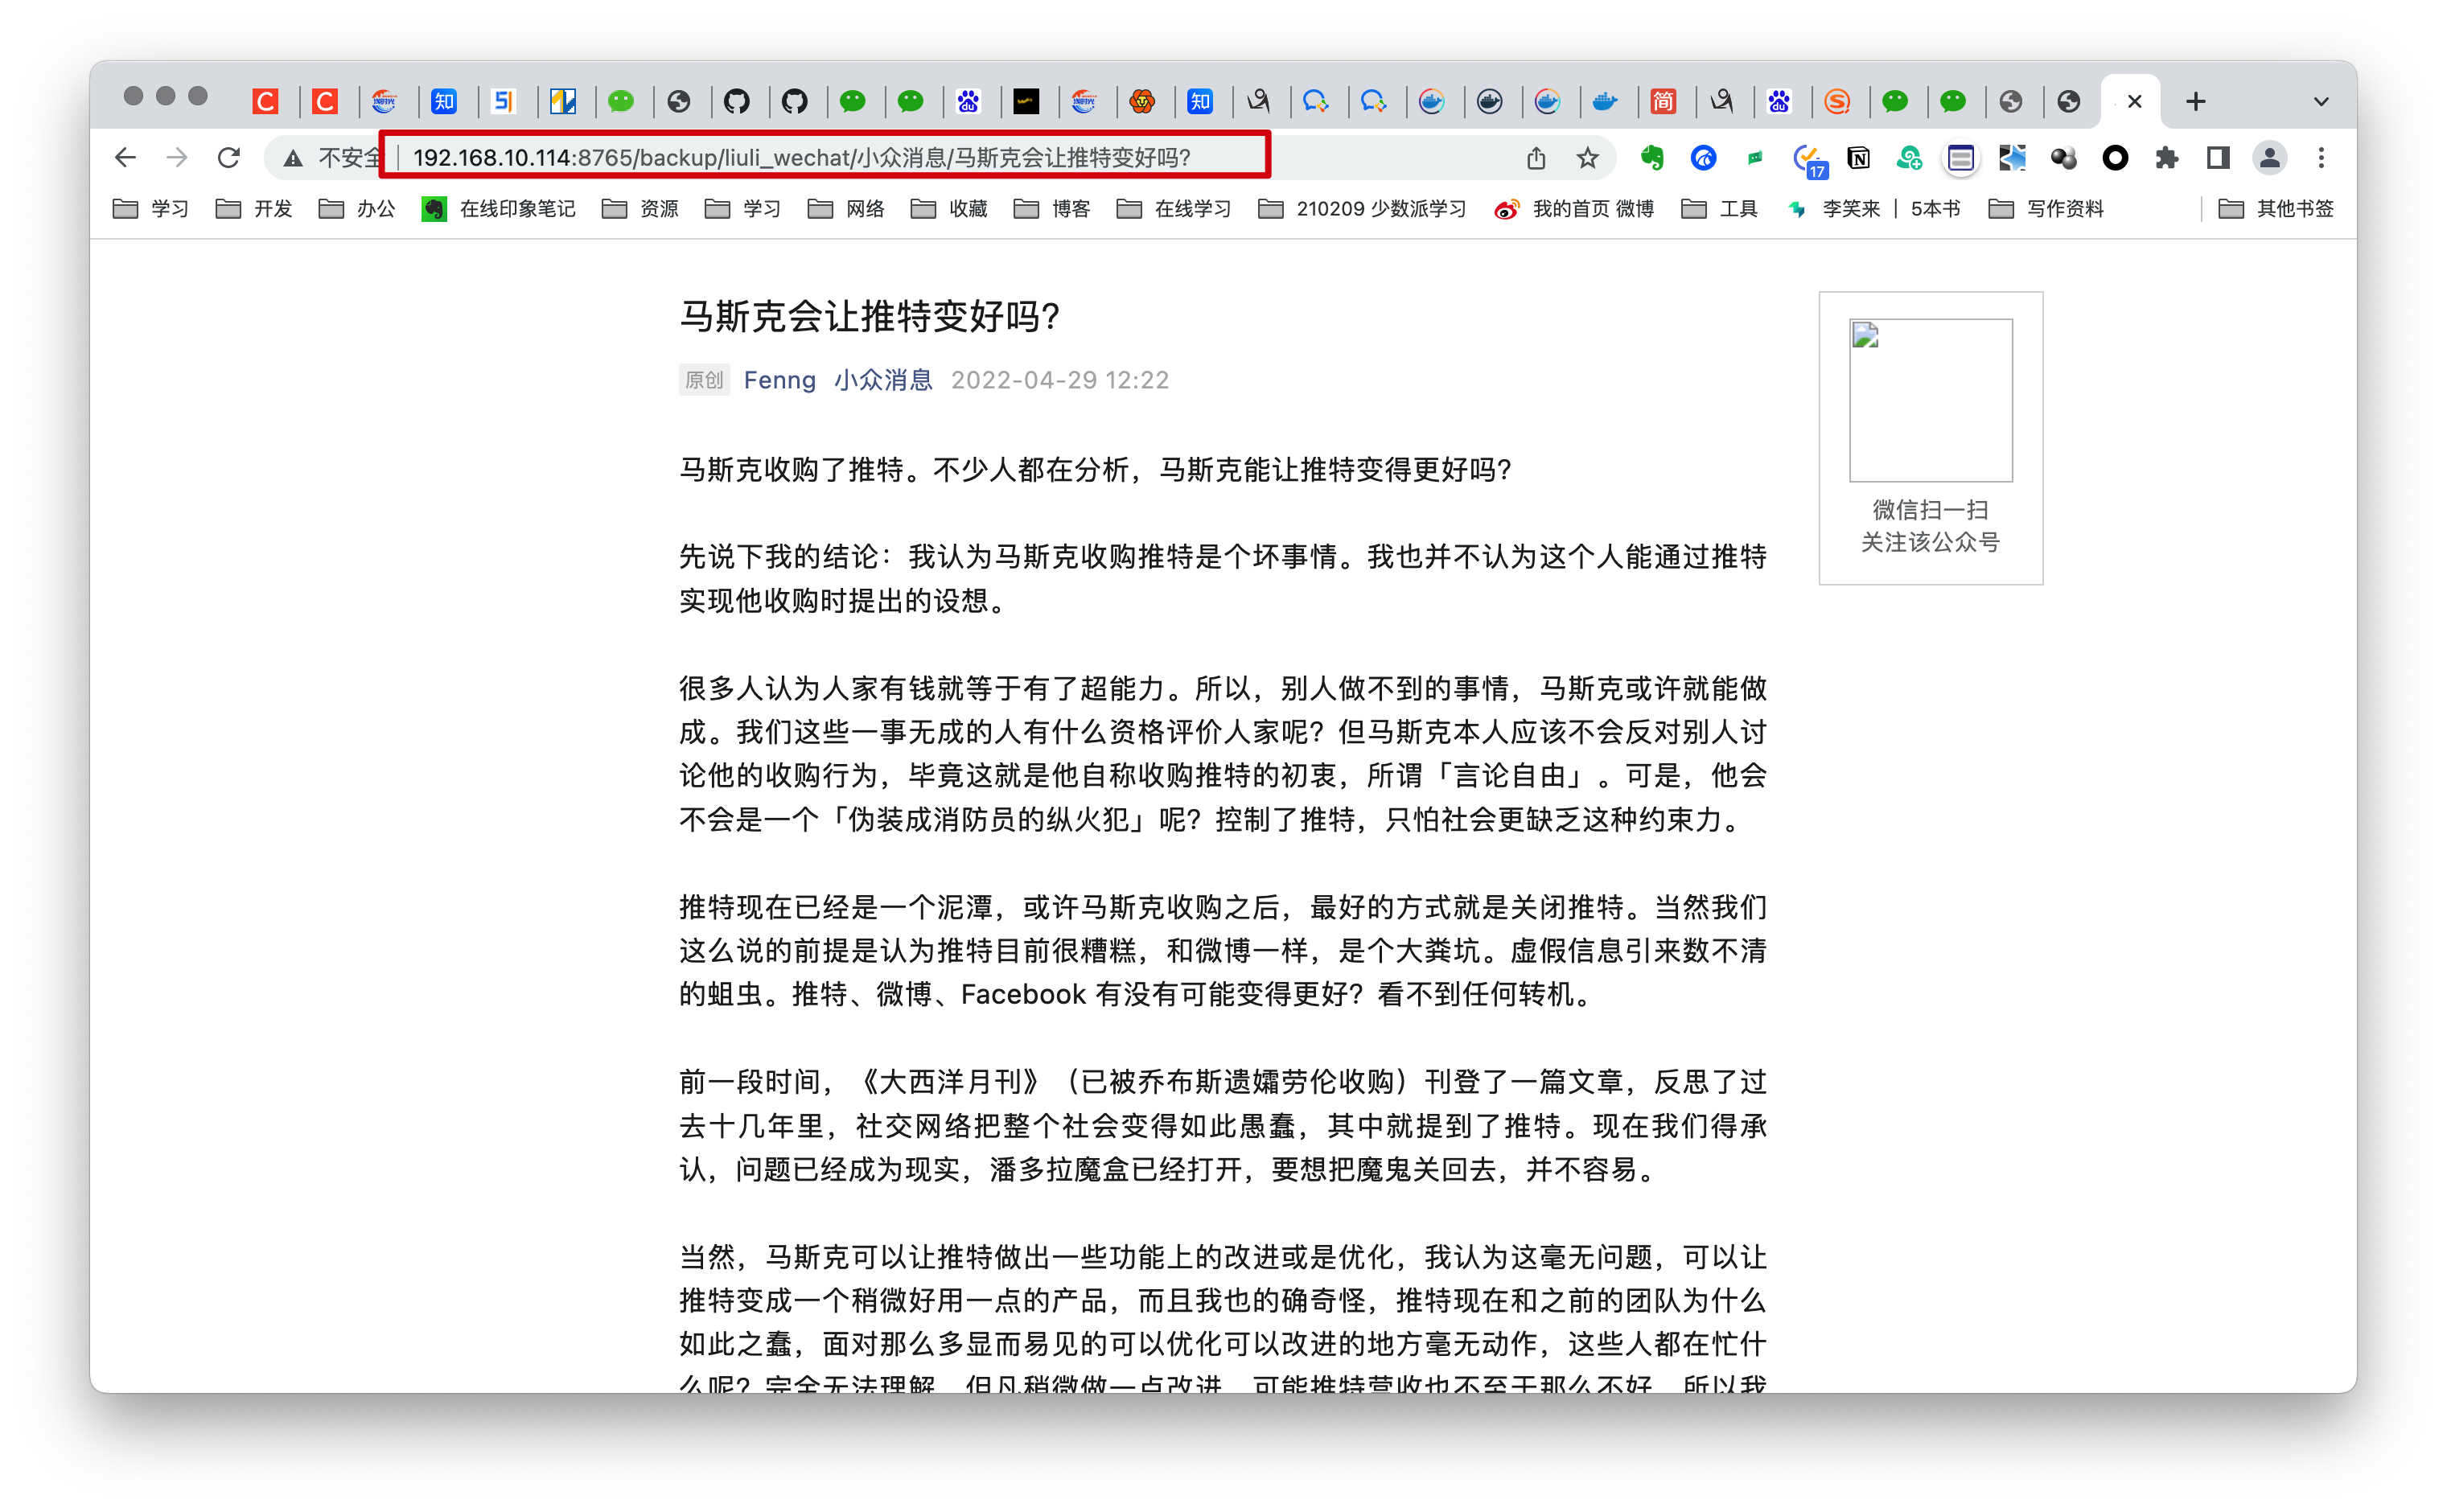 不安全 192.168.10.114:8765/backup/liuli_wechat/小众消息/马斯克会让推特变好吗?
17
学习 开发 办公 在线印象笔记 资源 学习 网络 收藏 博客 在线学习 210209 少数派学习 我的首页 微博 工具 李笑来 | 5本书 写作资料 其他书签
马斯克会让推特变好吗?
原创 Fenng 小众消息 2022-04-29 12:22
微信扫一扫
关注该公众号
马斯克收购了推特。不少人都在分析，马斯克能让推特变得更好吗？
先说下我的结论：我认为马斯克收购推特是个坏事情。我也并不认为这个人能通过推特
实现他收购时提出的设想。
很多人认为人家有钱就等于有了超能力。所以，别人做不到的事情，马斯克或许就能做
成。我们这些一事无成的人有什么资格评价人家呢？但马斯克本人应该不会反对别人讨
论他的收购行为，毕竟这就是他自称收购推特的初衷，所谓「言论自由」。可是，他会
不会是一个「伪装成消防员的纵火犯」呢？控制了推特，只怕社会更缺乏这种约束力。
推特现在已经是一个泥潭，或许马斯克收购之后，最好的方式就是关闭推特。当然我们
这么说的前提是认为推特目前很糟糕，和微博一样，是个大粪坑。虚假信息引来数不清
的蛆虫。推特、微博、Facebook 有没有可能变得更好？看不到任何转机。
前一段时间，《大西洋月刊》（已被乔布斯遗孀劳伦收购）刊登了一篇文章，反思了过
去十几年里，社交网络把整个社会变得如此愚蠢，其中就提到了推特。现在我们得承
认，问题已经成为现实，潘多拉魔盒已经打开，要想把魔鬼关回去，并不容易。
当然，马斯克可以让推特做出一些功能上的改进或是优化，我认为这毫无问题，可以让
推特变成一个稍微好用一点的产品，而且我也的确奇怪，推特现在和之前的团队为什么
如此之蠢，面对那么多显而易见的可以优化可以改进的地方毫无动作，这些人都在忙什
么呢？完全无法理解。但凡稍微做一点改进，可能推特营收也不至于那么不好。所以我